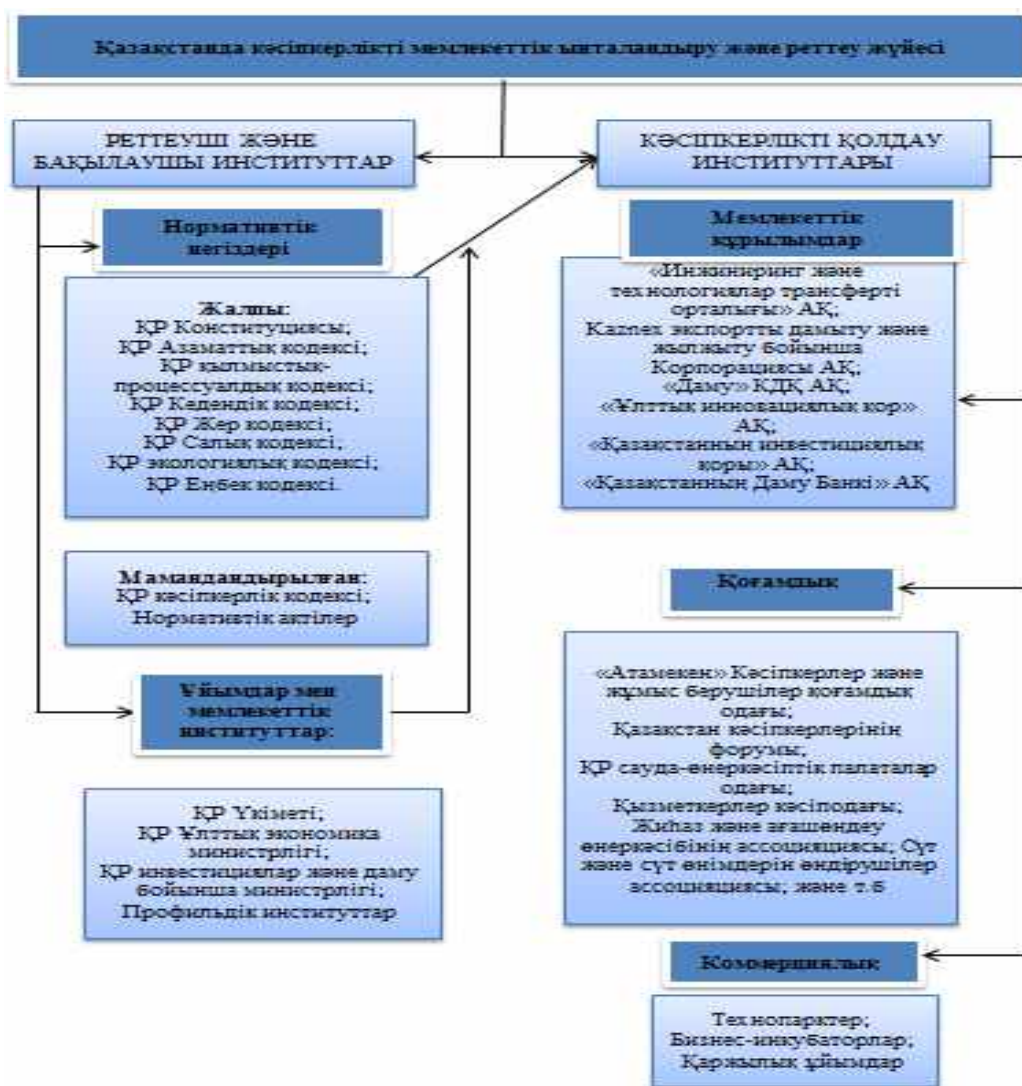 Қазақстанда кәсіпкерлікті мемлекеттік ынталандыру және реттеу жүйесі
РЕТТЕУШІ ЖӘНЕ
БАҚЫЛАУШЫ ИНСТИТУТТАР
Нормативтік
негіздері
Жалпы:
ҚР Конституциясы;
ҚР Азаматтық кодексі;
ҚР қылмыстық-
процессуалдық кодексі;
ҚР Кедендік кодексі;
ҚР Жер кодексі;
ҚР Салық кодексі;
ҚР экологиялық кодексі;
ҚР Еңбек кодексі.
Мамандандырылған:
ҚР кәсіпкерлік кодексі;
Нормативтік актілер
Ұйымдар мен
мемлекеттік
институттар:
ҚР Үкіметі;
ҚР Ұлттық экономика
министрлігі;
ҚР инвестициялар және даму
бойынша министрлігі;
Профильдік институттар
КӘСІПКЕРЛІКТІ ҚОЛДАУ
ИНСТИТУТТАРЫ
Мемлекеттік
құрылымдар
«Инжиниринг және
технологиялар трансферті
орталығы» АҚ;
Kaznex экспортты дамыту және
жылжыту бойынша
Корпорациясы АҚ;
«Даму» КДҚ АҚ;
«Ұлттық инновациялық қор»
АҚ;
«Қазақстанның инвестициялық
қоры» АҚ;
«Қазақстанның Даму Банкі» АҚ
Қоғамдық
«Атамекен» Кәсіпкерлер және
жұмыс берушілер қоғамдық
одағы;
Қазақстан кәсіпкерлерінің
форумы;
ҚР сауда-өнеркәсіптік палаталар
одағы;
Қызметкерлер кәсіподағы;
Жиһаз және ағашөңдеу
өнеркәсібінің ассоцияциясы; Сүт
және сүт өнімдерін өндірушілер
ассоцияциясы; және т.б
Коммерциялық
Технопарктер;
Бизнес-инкубаторлар;
Қаржылық ұйымдар